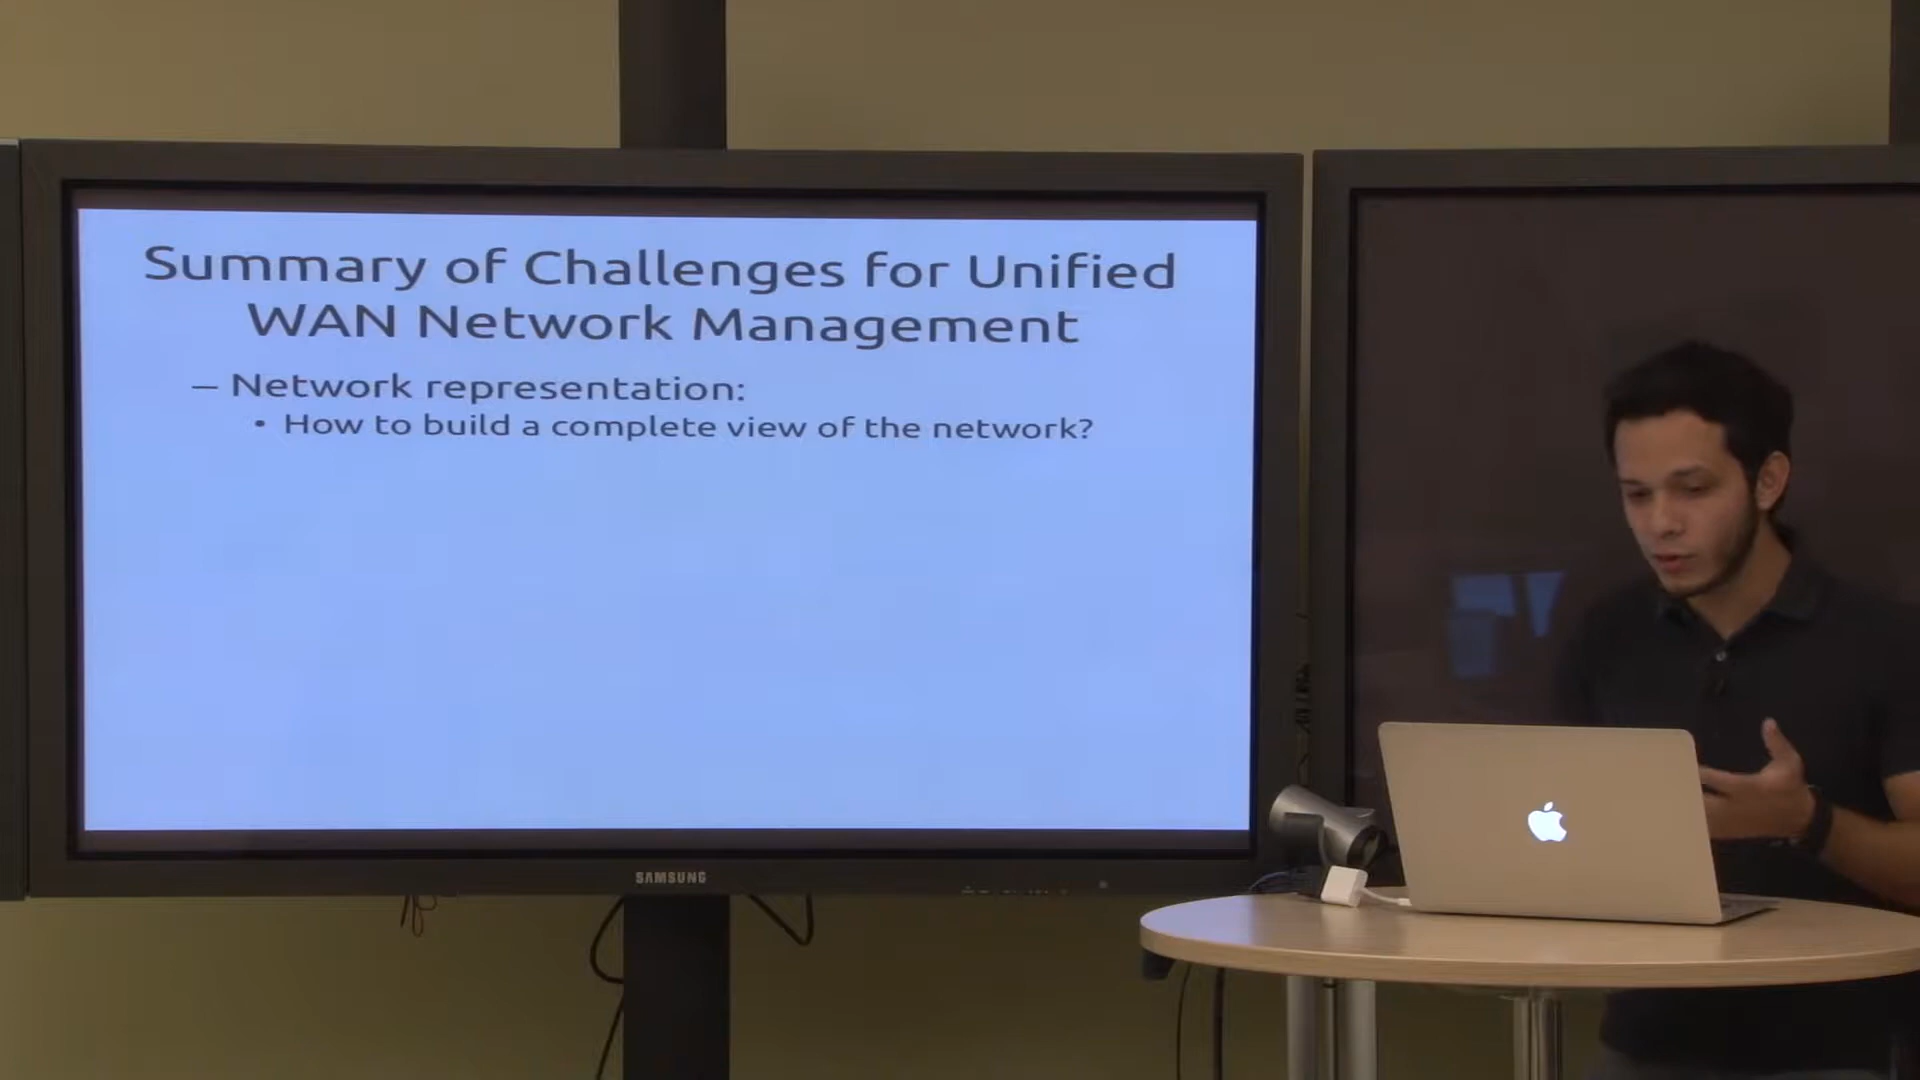 Summary of Challenges for Unified
WAN Network Management
– Network representation:
• How to build a complete view of the network?
SAMSUNG